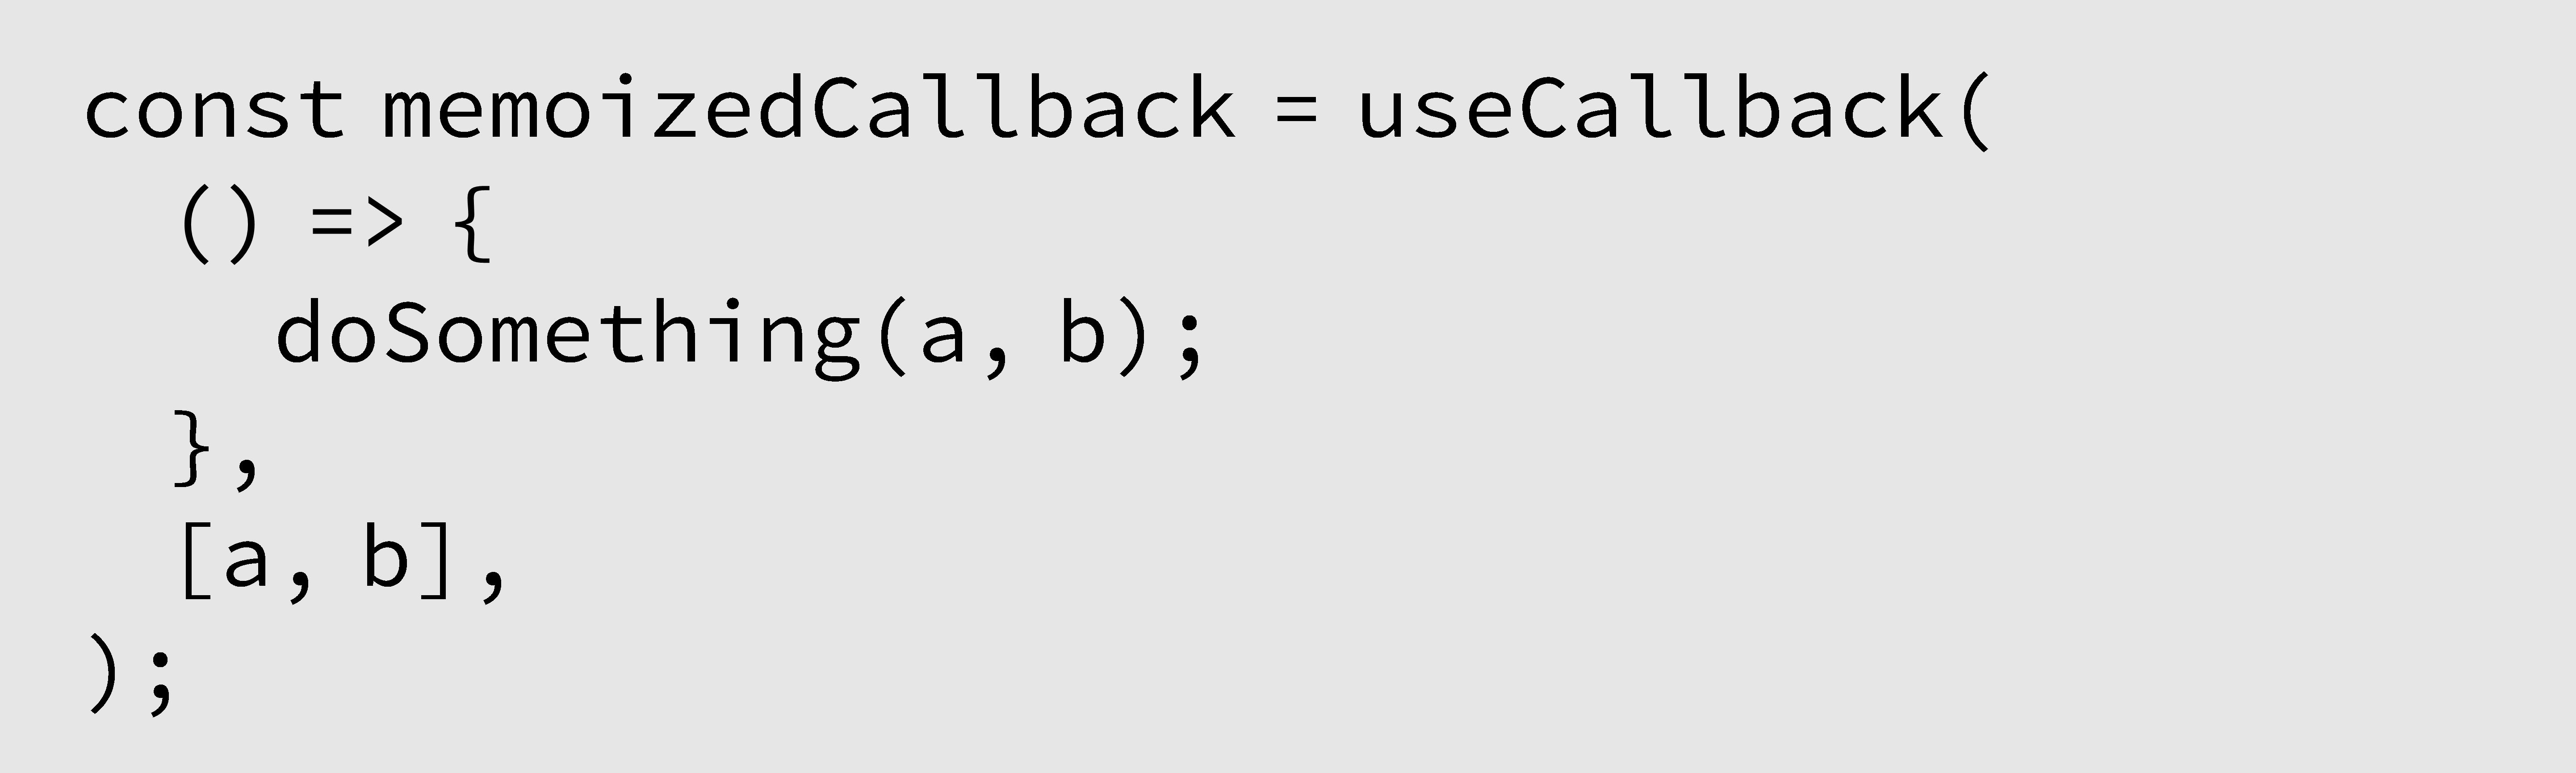 const memoizedCallback = useCallback(
  () => {
    doSomething(a, b);
  },
  [a, b],
);